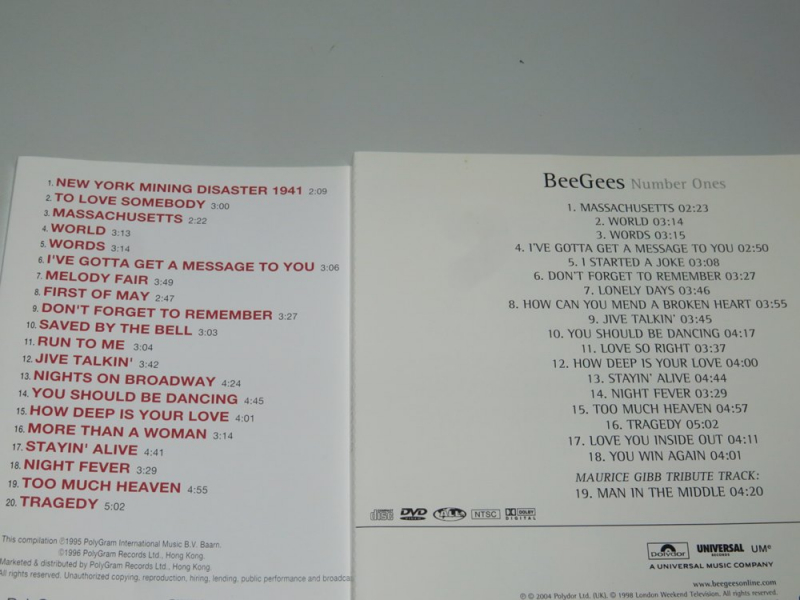 1. NEW YORK MINING DISASTER 1941 2:09
2. TO LOVE SOMEBODY 3:00
3. MASSACHUSETTS 2:22
4. WORLD 3:13
5. WORDS 3:14
6. I'VE GOTTA GET A MESSAGE TO YOU 3:06
7. MELODY FAIR 3:49
8. FIRST OF MAY 2:47
9. DON'T FORGET TO REMEMBER 3:27
10. SAVED BY THE BELL 3:03
11. RUN TO ME 3:04
12. JIVE TALKIN' 3:42
13. NIGHTS ON BROADWAY 4:24
14. YOU SHOULD BE DANCING 4:45
15. HOW DEEP IS YOUR LOVE 4:01
16. MORE THAN A WOMAN 3:14
17. STAYIN' ALIVE 4:41
18. NIGHT FEVER 3:29
19. TOO MUCH HEAVEN 4:55
20. TRAGEDY 5:02
This compilation ℗1995 PolyGram International Music B.V. Baarn.
©1996 PolyGram Records Ltd., Hong Kong.
Marketed & distributed by PolyGram Records Ltd., Hong Kong.
All rights reserved. Unauthorized copying, reproduction, hiring, lending, public performance and broadcas
BeeGees Number Ones
1. MASSACHUSETTS 02:23
2. WORLD 03:14
3. WORDS 03:15
4. I'VE GOTTA GET A MESSAGE TO YOU 02:50
5. I STARTED A JOKE 03:08
6. DON'T FORGET TO REMEMBER 03:27
7. LONELY DAYS 03:46
8. HOW CAN YOU MEND A BROKEN HEART 03:55
9. JIVE TALKIN' 03:45
10. YOU SHOULD BE DANCING 04:17
11. LOVE SO RIGHT 03:37
12. HOW DEEP IS YOUR LOVE 04:00
13. STAYIN' ALIVE 04:44
14. NIGHT FEVER 03:29
15. TOO MUCH HEAVEN 04:57
16. TRAGEDY 05:02
17. LOVE YOU INSIDE OUT 04:11
18. YOU WIN AGAIN 04:01
MAURICE GIBB TRIBUTE TRACK:
19. MAN IN THE MIDDLE 04:20
disc DVD VIDEO ALL NTSC DOLBY DIGITAL
polydor UNIVERSAL RECORDS UM®
A UNIVERSAL MUSIC COMPANY
www.beegeesonline.com
℗ © 2004 Polydor Ltd. (UK). © 1998 London Weekend Television. All rights reserved.